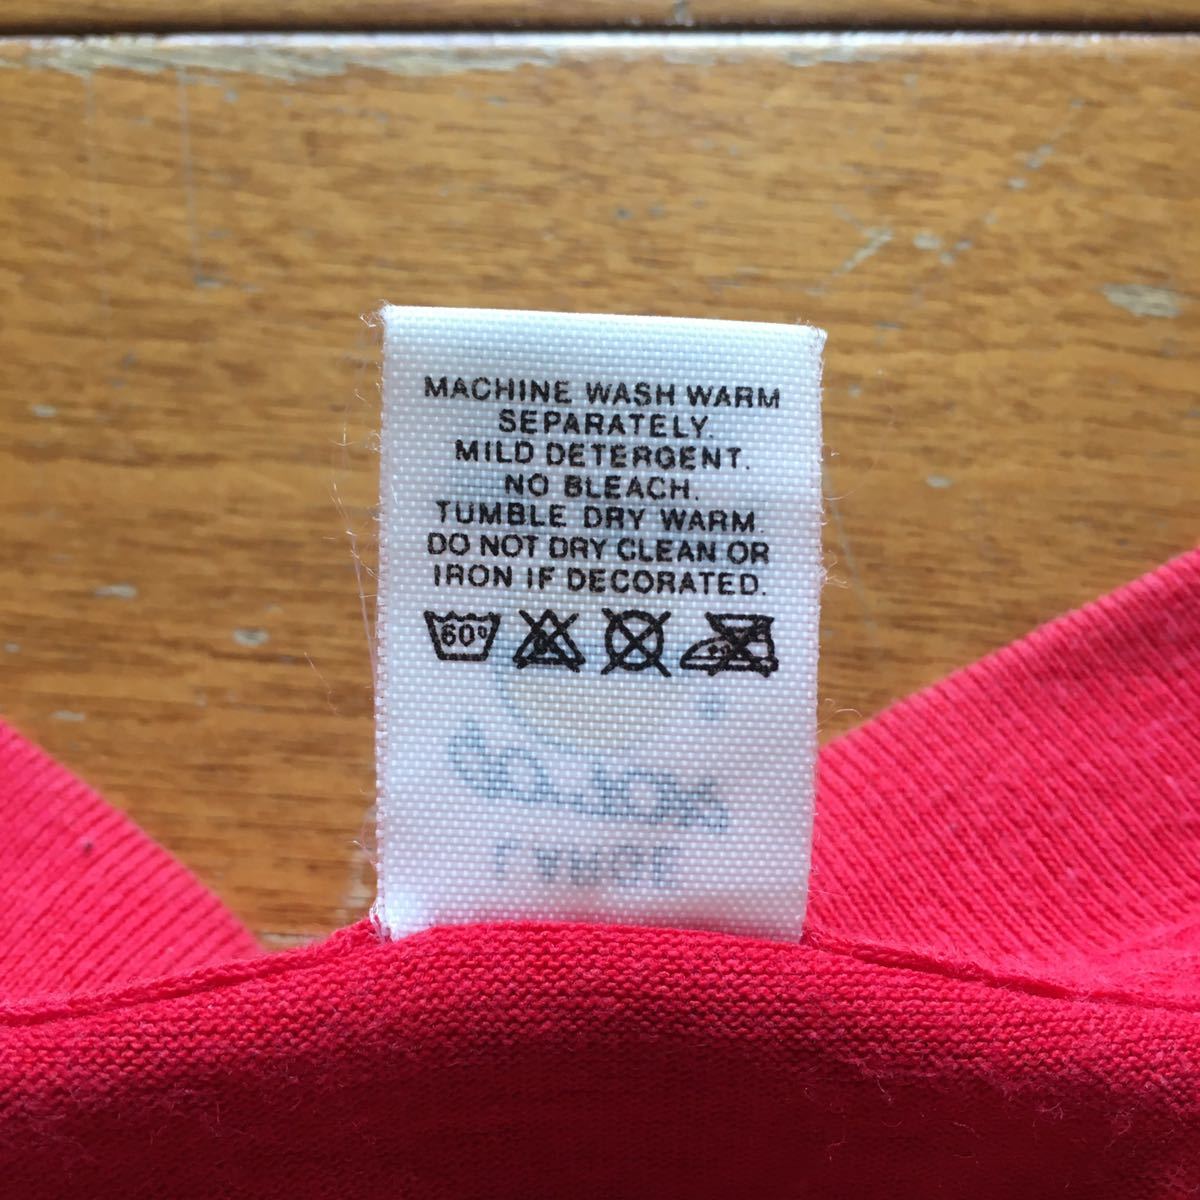 MACHINE WASH WARM
SEPARATELY.
MILD DETERGENT.
NO BLEACH.
TUMBLE DRY WARM.
DO NOT DRY CLEAN OR
IRON IF DECORATED.
60°